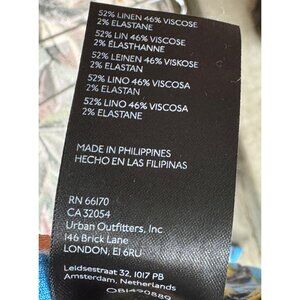 52% LINEN 46% VISCOSE
2% ELASTANE
52% LIN 46% VISCOSE
2% ÉLASTHANNE
52% LEINEN 46% VISKOSE
2% ELASTAN
52% LINO 46% VISCOSA
2% ELASTANE
52% LINO 46% VISCOSA
2% ELASTANE
MADE IN PHILIPPINES
HECHO EN LAS FILIPINAS
RN 66170
CA 32054
Urban Outfitters, Inc
146 Brick Lane
LONDON, E1 6RU
Leidsestraat 32, 1017 PB
Amsterdam, Netherlands